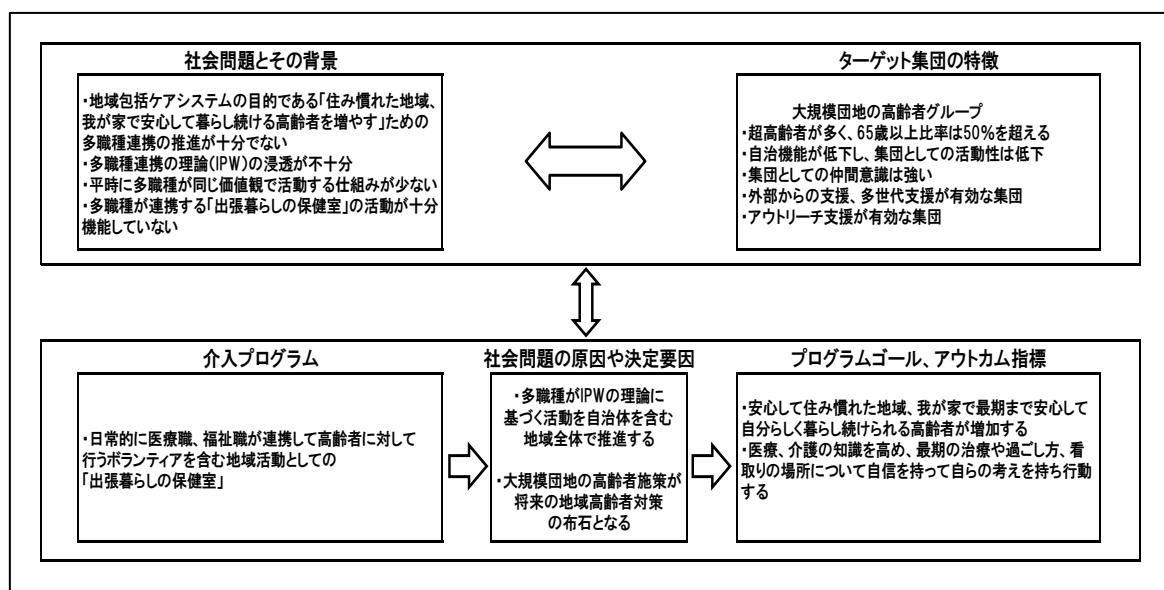 社会問題とその背景
・地域包括ケアシステムの目的である「住み慣れた地域、
我が家で安心して暮らし続ける高齢者を増やす」ための
多職種連携の推進が十分でない
・多職種連携の理論(IPW)の浸透が不十分
・平時に多職種が同じ価値観で活動する仕組みが少ない
・多職種が連携する「出張暮らしの保健室」の活動が十分
機能していない
ターゲット集団の特徴
大規模団地の高齢者グループ
・超高齢者が多く、65歳以上比率は50%を超える
・自治機能が低下し、集団としての活動性は低下
・集団としての仲間意識は強い
・外部からの支援、多世代支援が有効な集団
・アウトリーチ支援が有効な集団
介入プログラム
・日常的に医療職、福祉職が連携して高齢者に対して
行うボランティアを含む地域活動としての
「出張暮らしの保健室」
社会問題の原因や決定要因
・多職種がIPWの理論に
基づく活動を自治体を含む
地域全体で推進する
・大規模団地の高齢者施策が
将来の地域高齢者対策
の布石となる
プログラムゴール、アウトカム指標
・安心して住み慣れた地域、我が家で最期まで安心して
自分らしく暮らし続けられる高齢者が増加する
・医療、介護の知識を高め、最期の治療や過ごし方、看
取りの場所について自信を持って自らの考えを持ち行動
する